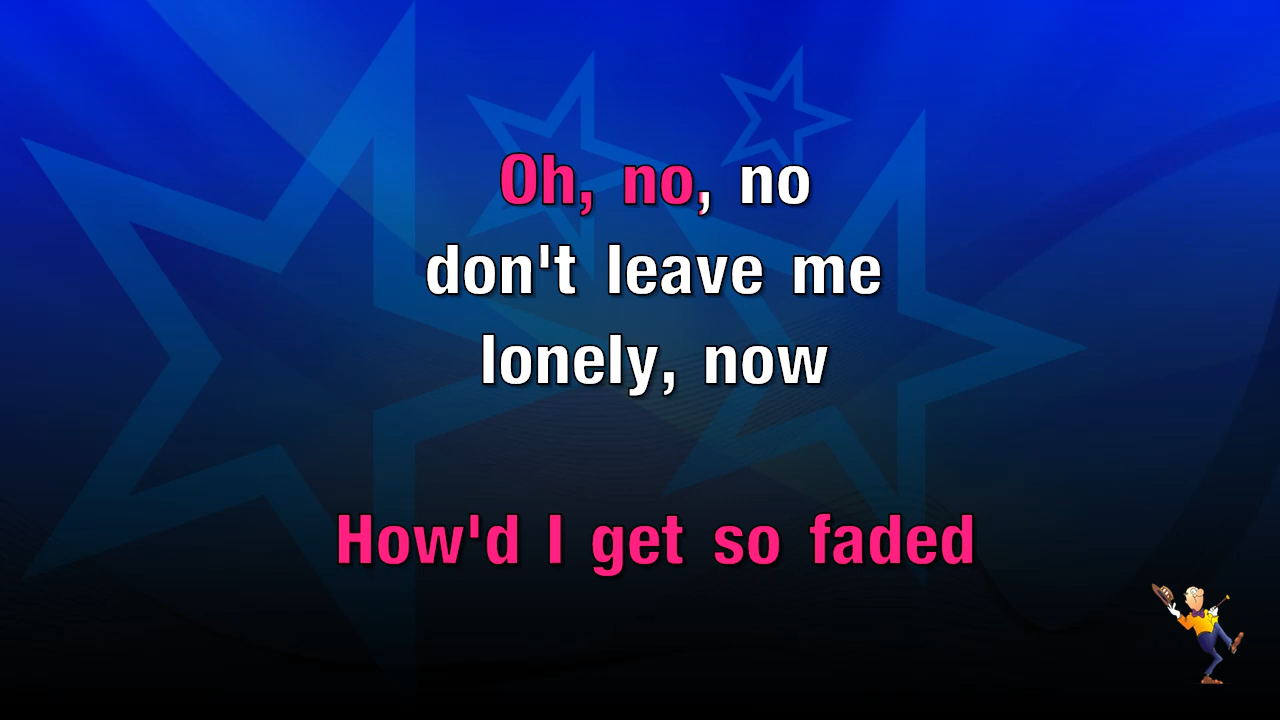 Oh, no, no
don't leave me
lonely, now
How'd I get so faded